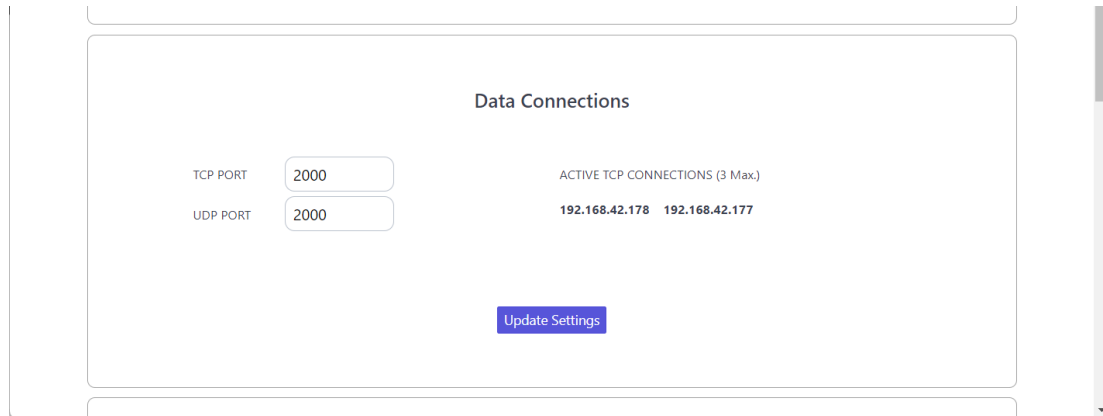 Data Connections
TCP PORT 2000
ACTIVE TCP CONNECTIONS (3 Max.)
UDP PORT 2000
192.168.42.178 192.168.42.177
Update Settings